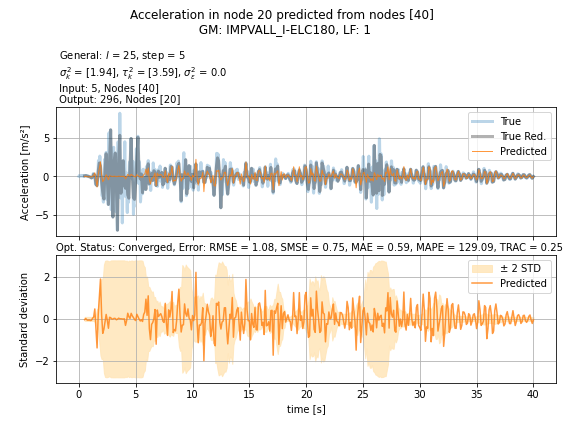 Acceleration in node 20 predicted from nodes [40]
GM: IMPVALL_I-ELC180, LF: 1
General: l = 25, step = 5
σ²ₖ = [1.94], τ²ₖ = [3.59], σ²ε = 0.0
Input: 5, Nodes [40]
Output: 296, Nodes [20]
Acceleration [m/s²]
5
0
−5
True
True Red.
Predicted
Opt. Status: Converged, Error: RMSE = 1.08, SMSE = 0.75, MAE = 0.59, MAPE = 129.09, TRAC = 0.25
Standard deviation
2
0
−2
± 2 STD
Predicted
0 5 10 15 20 25 30 35 40
time [s]